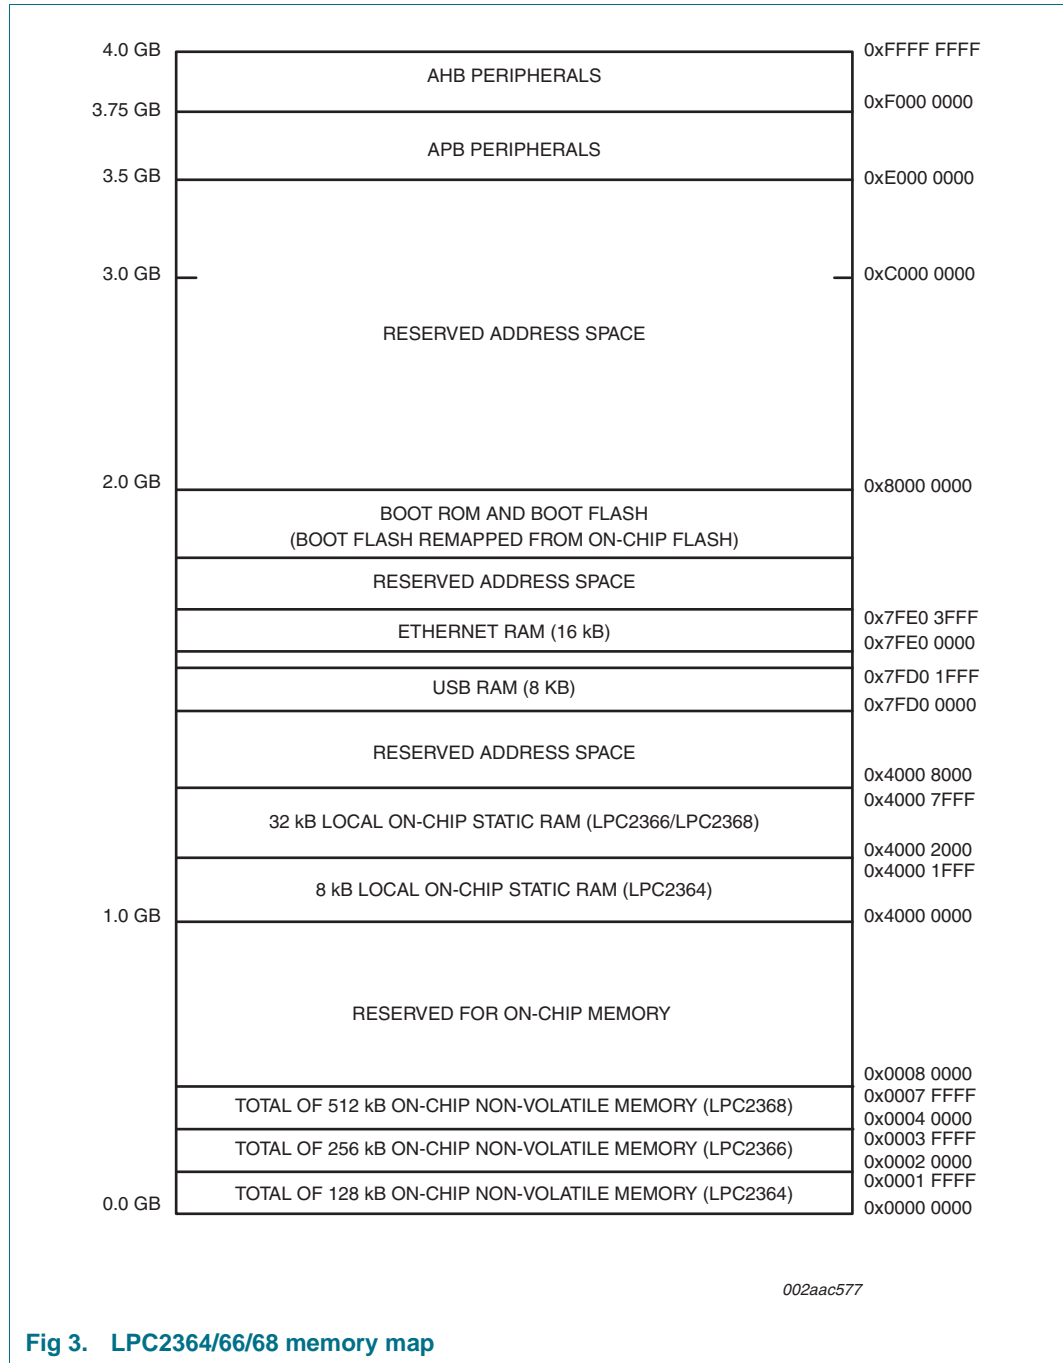 4.0 GB
0xFFFF FFFF
AHB PERIPHERALS
3.75 GB
0xF000 0000
APB PERIPHERALS
3.5 GB
0xE000 0000
3.0 GB
0xC000 0000
RESERVED ADDRESS SPACE
2.0 GB
0x8000 0000
BOOT ROM AND BOOT FLASH
(BOOT FLASH REMAPPED FROM ON-CHIP FLASH)
RESERVED ADDRESS SPACE
0x7FE0 3FFF
ETHERNET RAM (16 kB)
0x7FE0 0000
0x7FD0 1FFF
USB RAM (8 KB)
0x7FD0 0000
RESERVED ADDRESS SPACE
0x4000 8000
0x4000 7FFF
32 kB LOCAL ON-CHIP STATIC RAM (LPC2366/LPC2368)
0x4000 2000
0x4000 1FFF
8 kB LOCAL ON-CHIP STATIC RAM (LPC2364)
1.0 GB
0x4000 0000
RESERVED FOR ON-CHIP MEMORY
0x0008 0000
0x0007 FFFF
TOTAL OF 512 kB ON-CHIP NON-VOLATILE MEMORY (LPC2368)
0x0004 0000
0x0003 FFFF
TOTAL OF 256 kB ON-CHIP NON-VOLATILE MEMORY (LPC2366)
0x0002 0000
0x0001 FFFF
TOTAL OF 128 kB ON-CHIP NON-VOLATILE MEMORY (LPC2364)
0.0 GB
0x0000 0000
002aac577
Fig 3. LPC2364/66/68 memory map